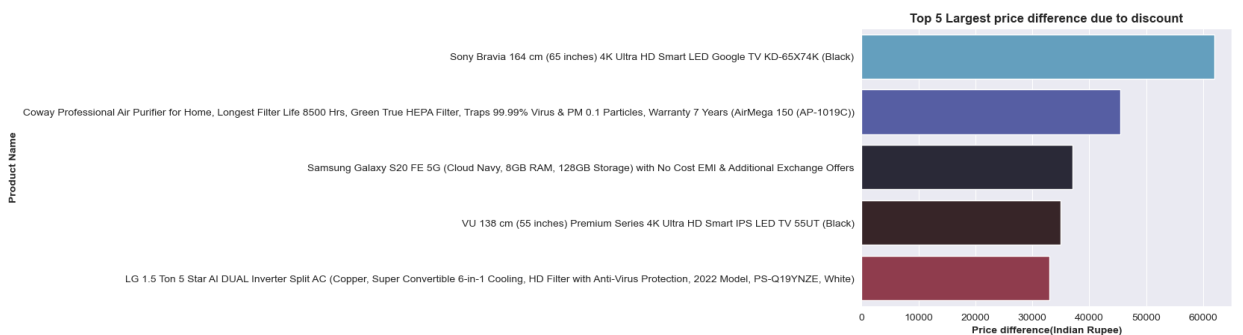 Top 5 Largest price difference due to discount
Product Name
Sony Bravia 164 cm (65 inches) 4K Ultra HD Smart LED Google TV KD-65X74K (Black)
Coway Professional Air Purifier for Home, Longest Filter Life 8500 Hrs, Green True HEPA Filter, Traps 99.99% Virus & PM 0.1 Particles, Warranty 7 Years (AirMega 150 (AP-1019C))
Samsung Galaxy S20 FE 5G (Cloud Navy, 8GB RAM, 128GB Storage) with No Cost EMI & Additional Exchange Offers
VU 138 cm (55 inches) Premium Series 4K Ultra HD Smart IPS LED TV 55UT (Black)
LG 1.5 Ton 5 Star AI DUAL Inverter Split AC (Copper, Super Convertible 6-in-1 Cooling, HD Filter with Anti-Virus Protection, 2022 Model, PS-Q19YNZE, White)
0 10000 20000 30000 40000 50000 60000
Price difference(Indian Rupee)